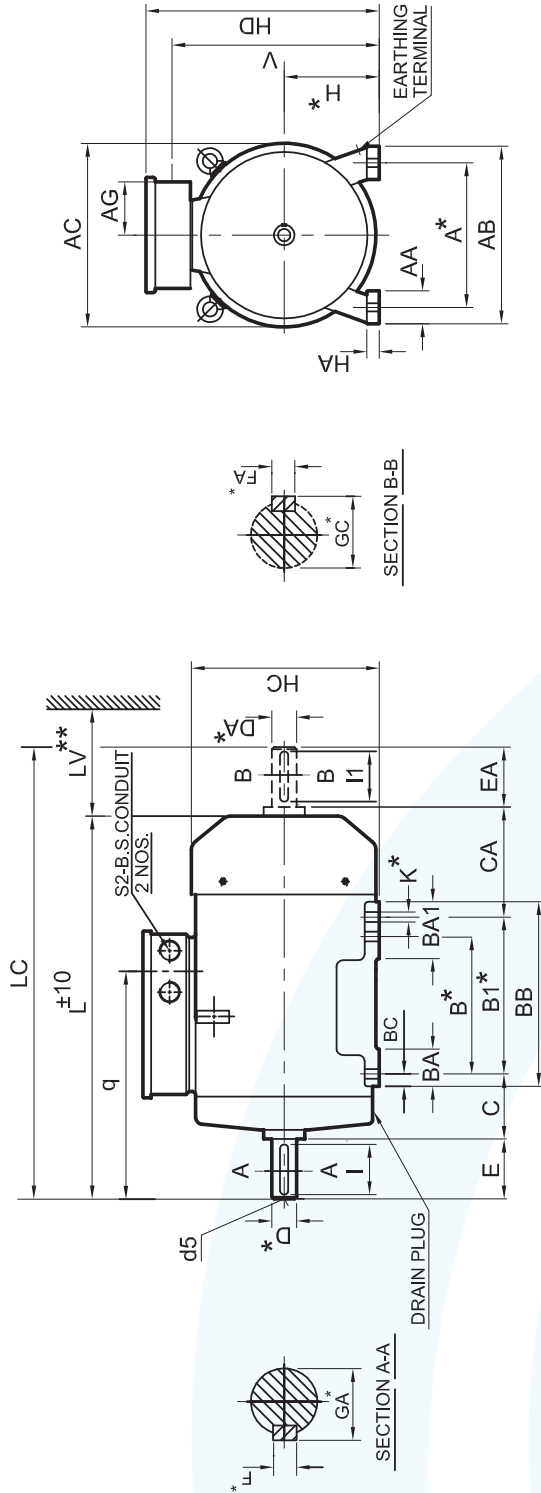 LC
L ±10
LV**
q
S2-B.S.CONDUIT
2 NOS.
d5
D*
A
A
I
B
B
I1
DA*
HC
DRAIN PLUG
BC
BA
BA1
K*
E
C
B*
B1*
BB
CA
EA
F*
GA*
SECTION A-A
FA*
GC*
SECTION B-B
AC
AG
HD
V
H*
EARTHING
TERMINAL
HA
AA
A*
AB